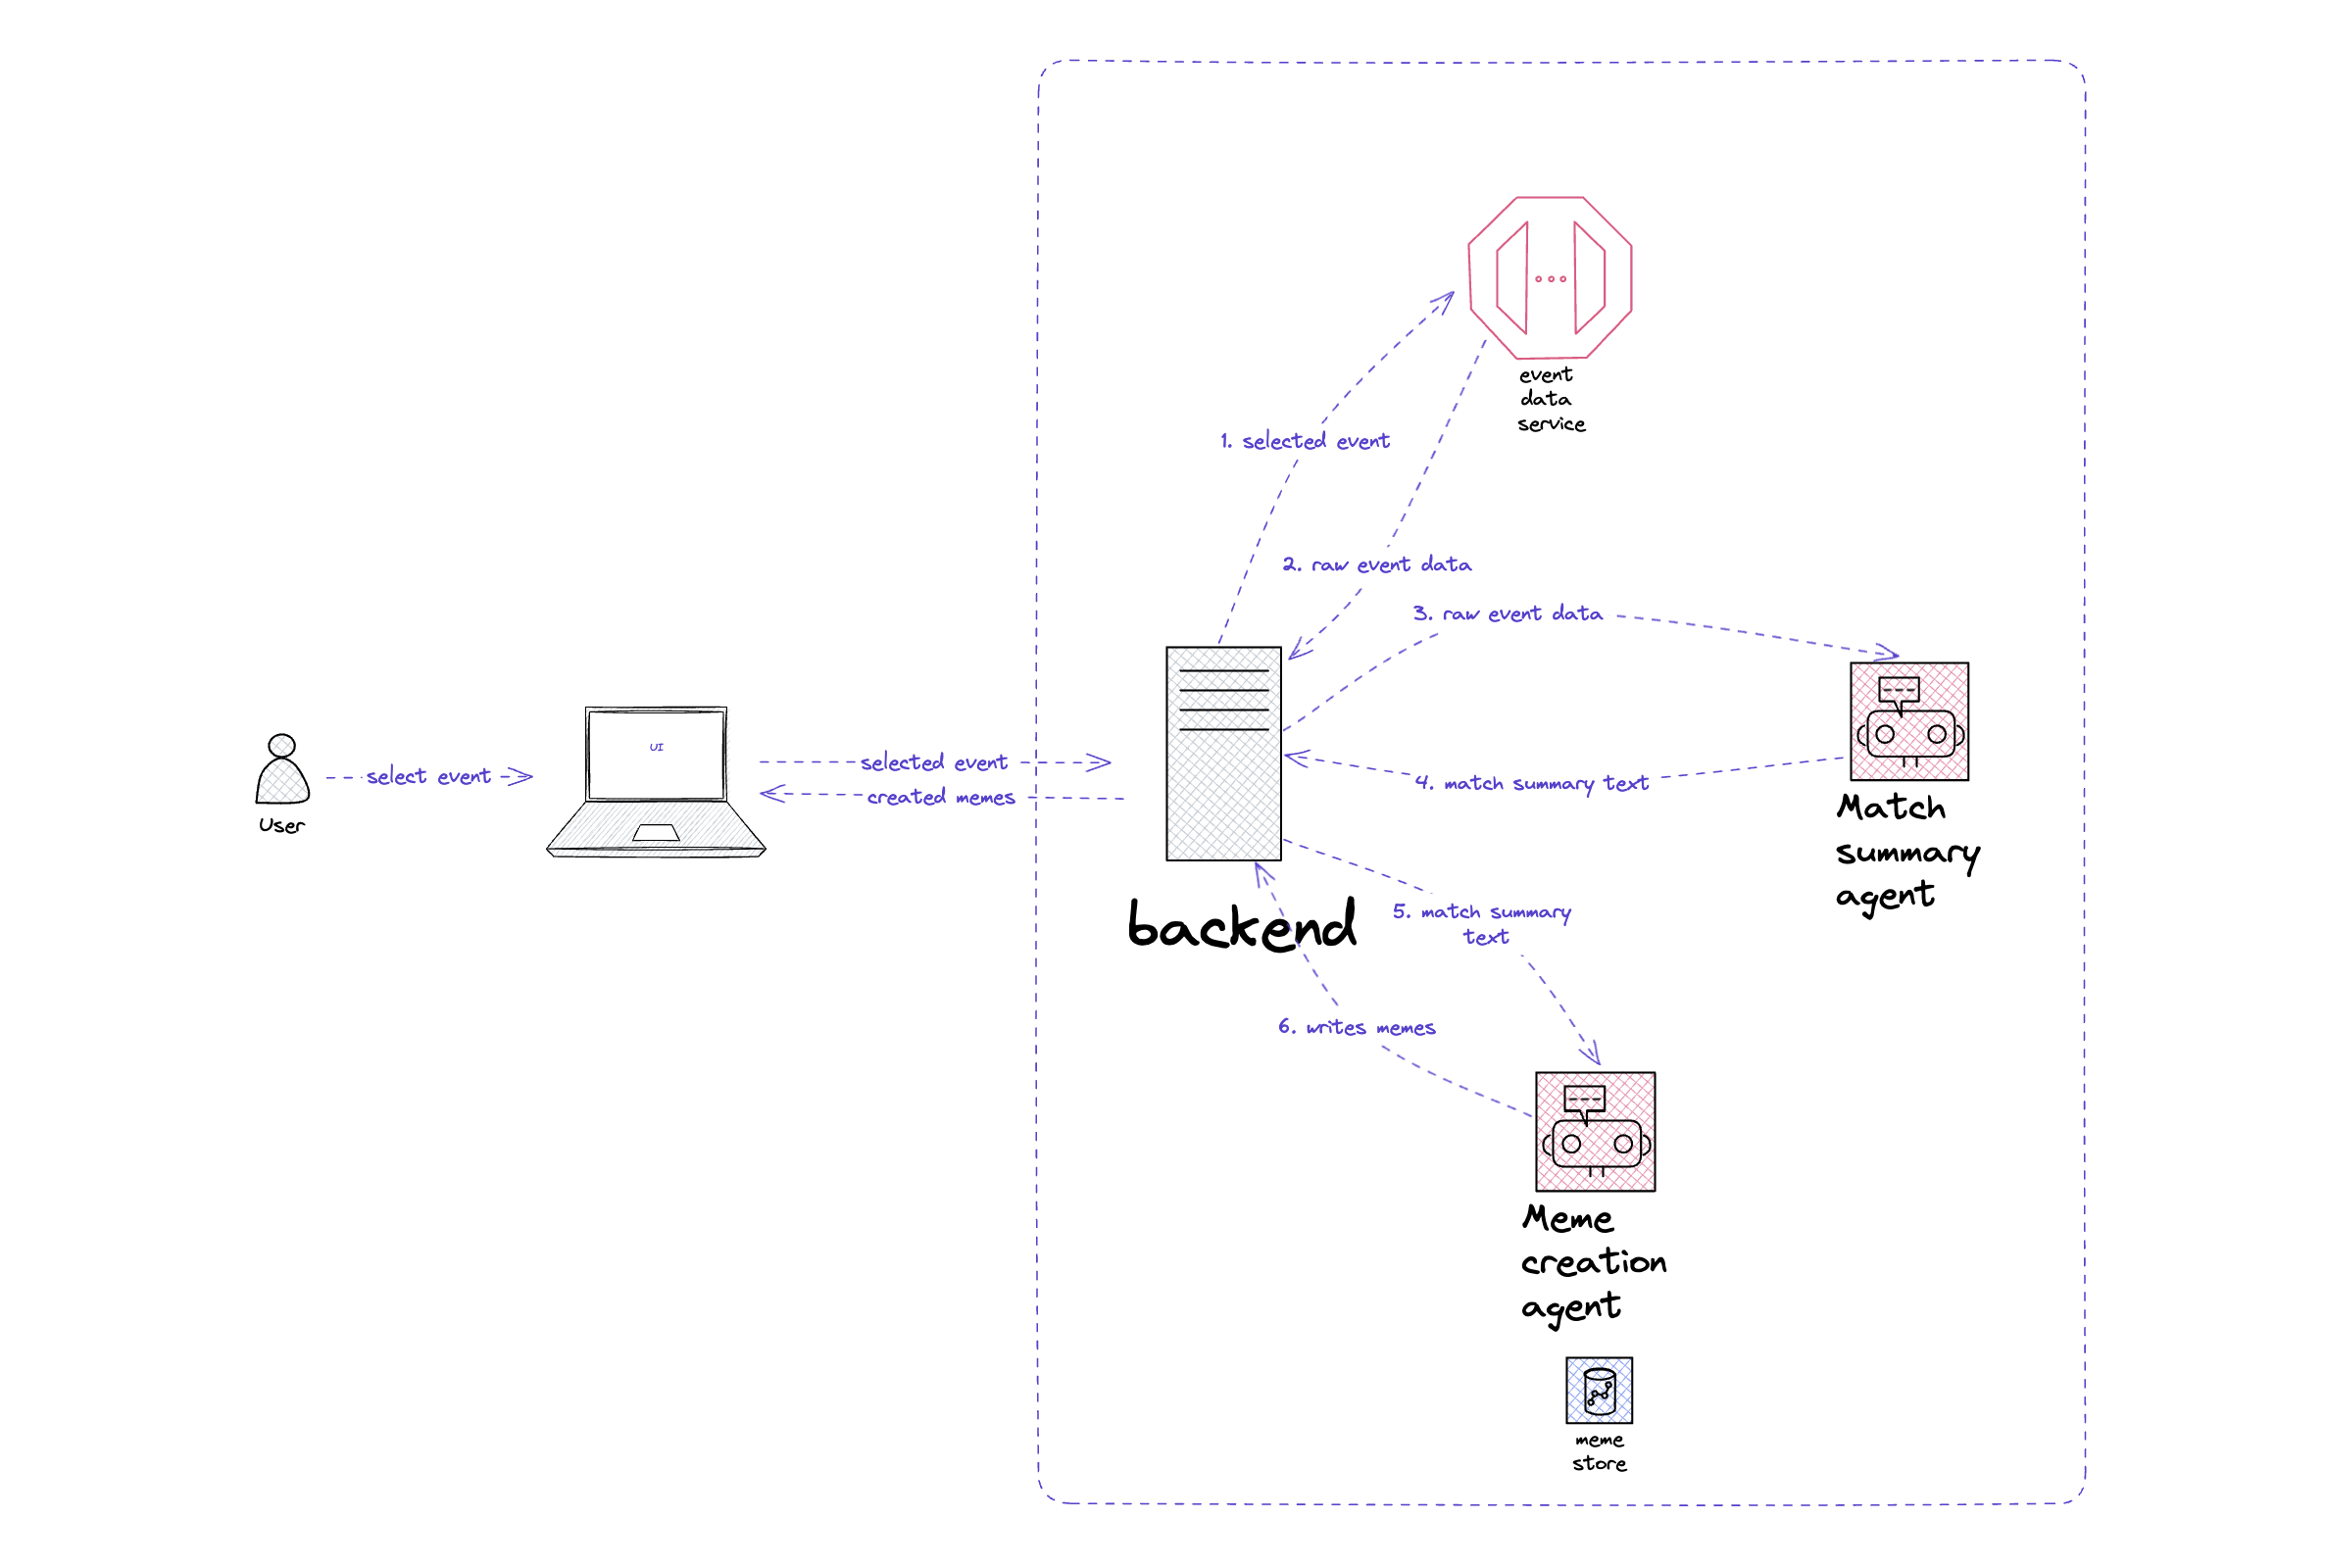 event
data
service
1. selected event
2. raw event data
3. raw event data
UI
select event
selected event
created memes
User
4. match summary text
Match
summary
agent
backend
5. match summary
text
6. writes memes
Meme
creation
agent
meme
store